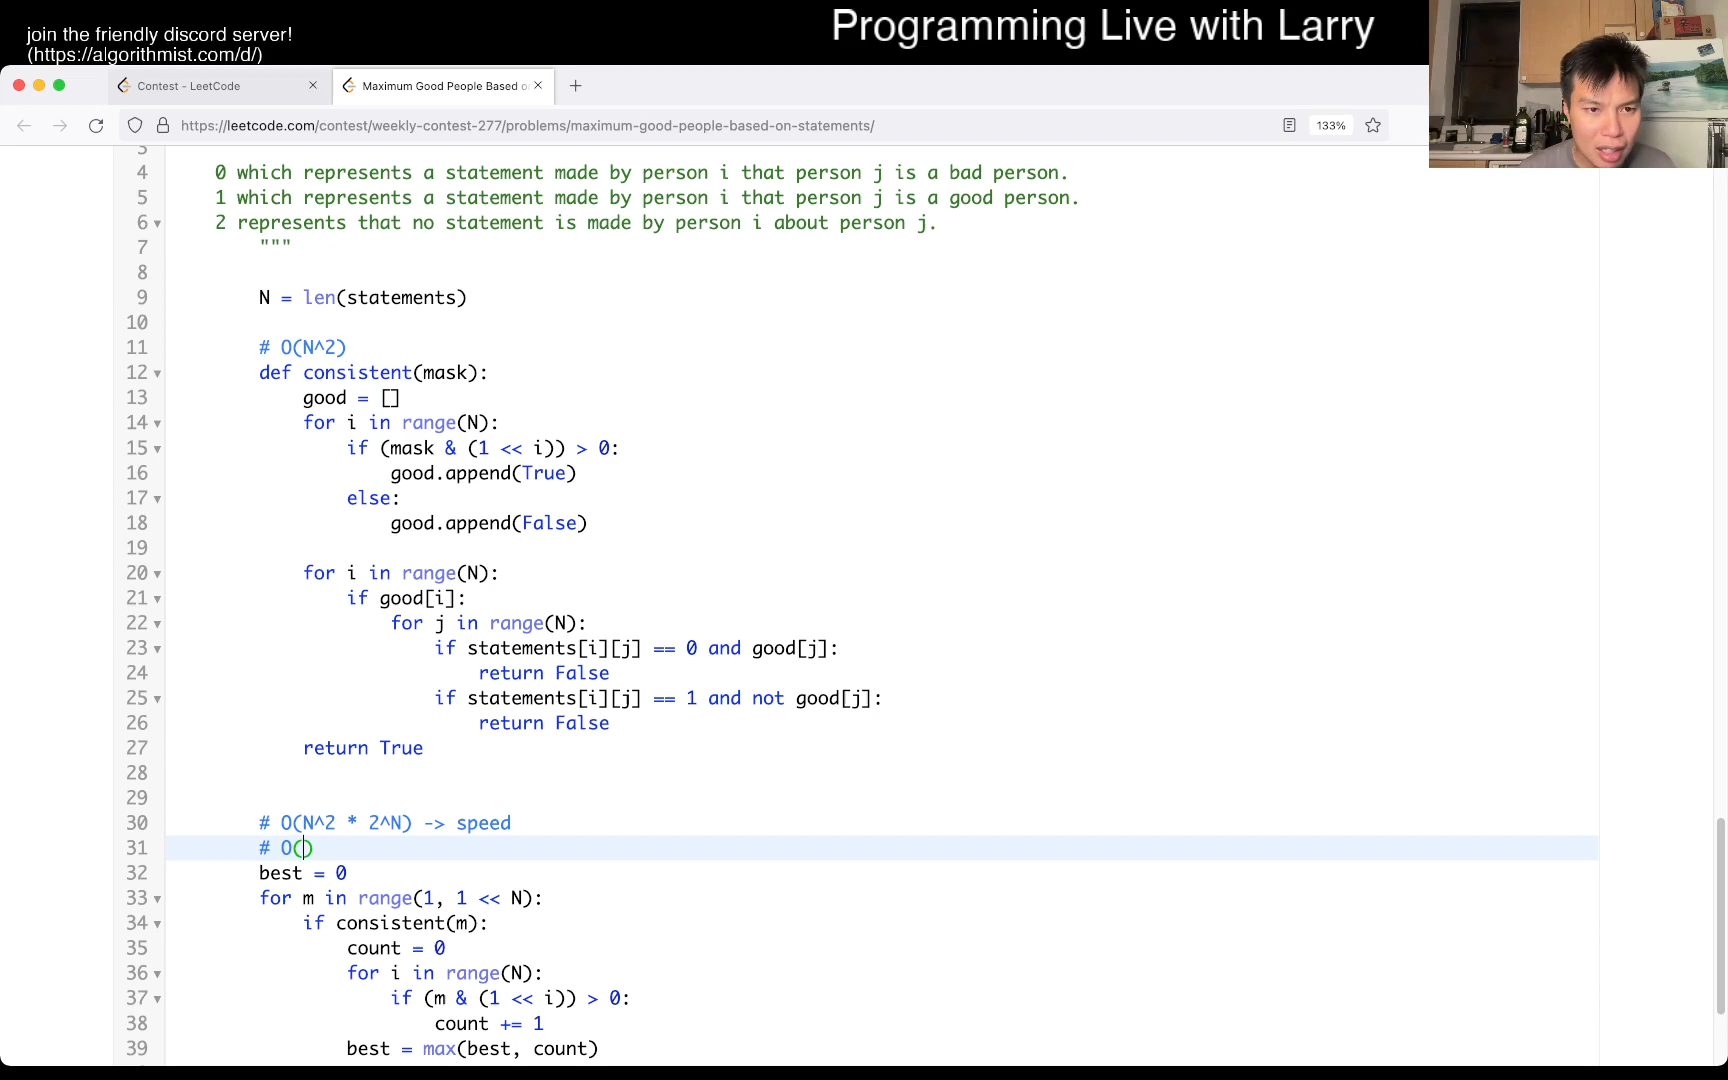 join the friendly discord server!
(https://algorithmist.com/d/)
Programming Live with Larry
Contest - LeetCode
Maximum Good People Based o
https://leetcode.com/contest/weekly-contest-277/problems/maximum-good-people-based-on-statements/
133%
3
4 0 which represents a statement made by person i that person j is a bad person.
5 1 which represents a statement made by person i that person j is a good person.
6 2 represents that no statement is made by person i about person j.
7 """
8
9 N = len(statements)
10
11 # O(N^2)
12 def consistent(mask):
13 good = []
14 for i in range(N):
15 if (mask & (1 << i)) > 0:
16 good.append(True)
17 else:
18 good.append(False)
19
20 for i in range(N):
21 if good[i]:
22 for j in range(N):
23 if statements[i][j] == 0 and good[j]:
24 return False
25 if statements[i][j] == 1 and not good[j]:
26 return False
27 return True
28
29
30 # O(N^2 * 2^N) -> speed
31 # O()
32 best = 0
33 for m in range(1, 1 << N):
34 if consistent(m):
35 count = 0
36 for i in range(N):
37 if (m & (1 << i)) > 0:
38 count += 1
39 best = max(best, count)